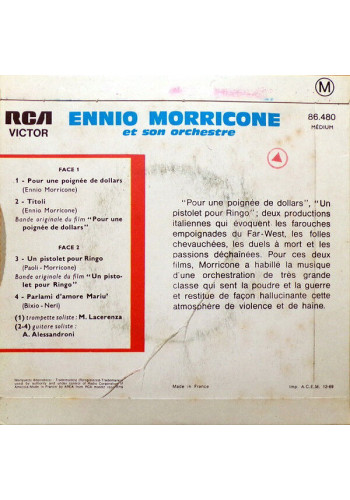 M
RCA
VICTOR
ENNIO MORRICONE
et son orchestre
86.480
MÉDIUM
FACE 1
1 - Pour une poignée de dollars
(Ennio Morricone)
2 - Titoli
(Ennio Morricone)
Bande originale du film "Pour une
poignée de dollars"
FACE 2
3 - Un pistolet pour Ringo
(Paoli - Morricone)
Bande originale du film "Un pisto-
let pour Ringo"
4 - Parlami d'amore Mariu'
(Bixio - Neri)
(1) trompette soliste : M. Lacerenza
(2-4) guitare soliste :
A. Alessandroni
"Pour une poignée de dollars", "Un
pistolet pour Ringo" ; deux productions
italiennes qui évoquent les farouches
empoignades du Far-West, les folles
chevauchées, les duels à mort et les
passions déchaînées. Pour ces deux
films, Morricone a habillé la musique
d'une orchestration de très grande
classe qui sent la poudre et la guerre
et restitue de façon hallucinante cette
atmosphère de violence et de haine.
Made in France
Imp. A.C.E.M.